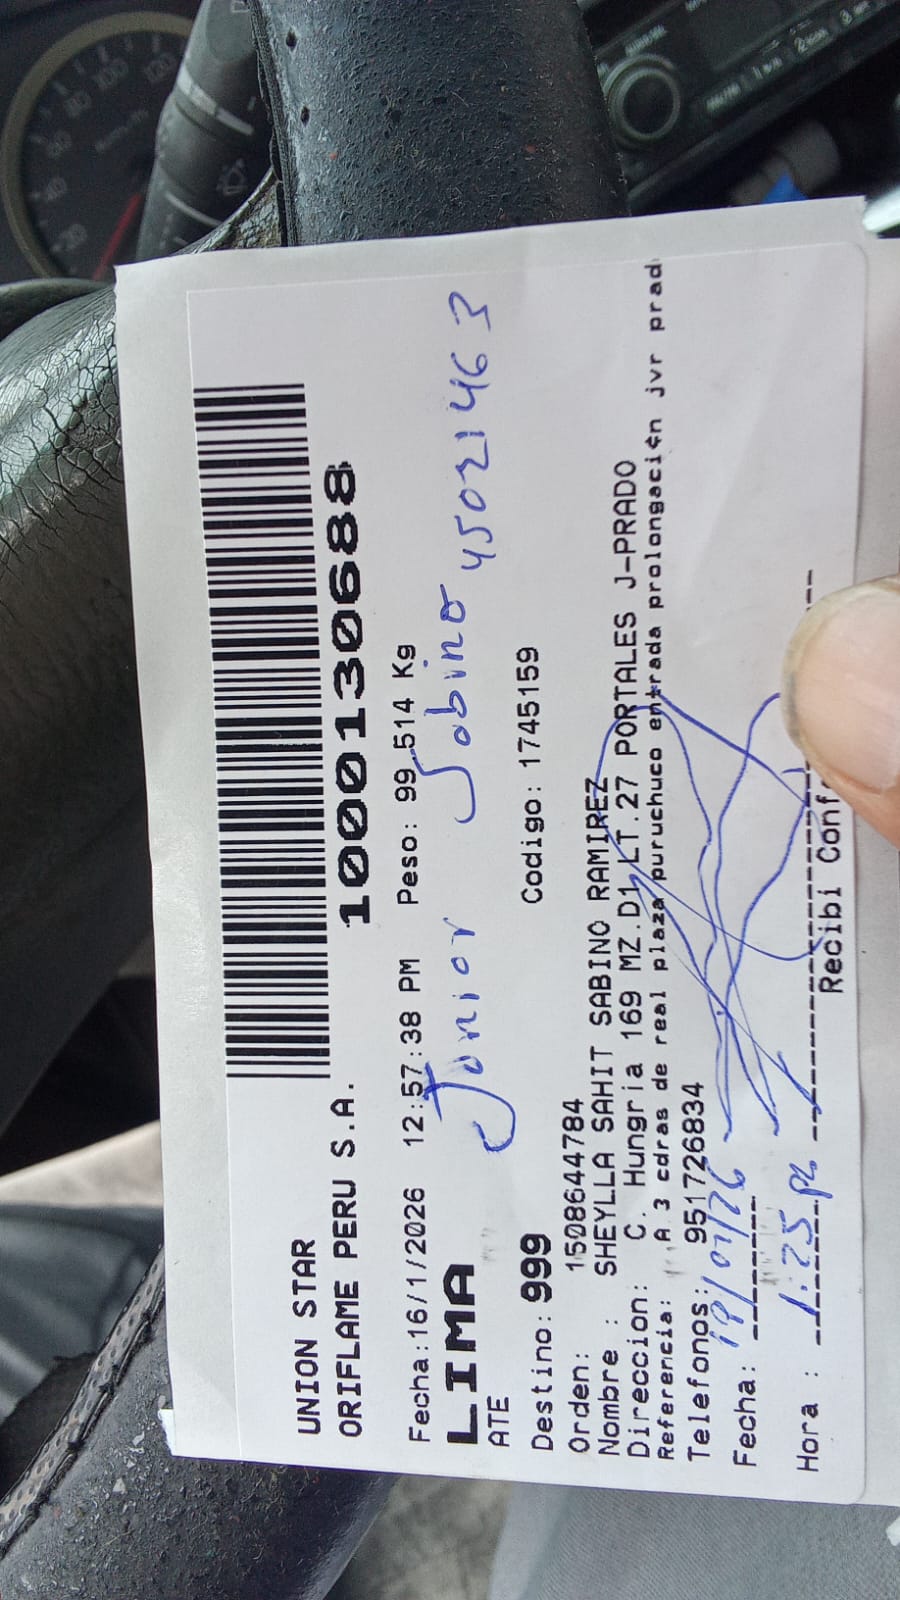 UNION STAR
ORIFLAME PERU S.A. 1000130688
Fecha:16/1/2026 12:57:38 PM Peso: 99.514 Kg
LIMA
ATE
Junior Sabino 45021463
Destino: 999 Codigo: 1745159
Orden: 1508644784
Nombre : SHEYLLA SAHIT SABINO RAMIREZ
Direccion: C. Hungria 169 MZ.D1 LT.27 PORTALES J-PRADO
Referencia: A 3 cdras de real plaza puruchuco entrada prolongaci¢n jvr prad
Telefonos: 951726834
Fecha: 19/01/26
Hora : 1:25 Recibi Conf